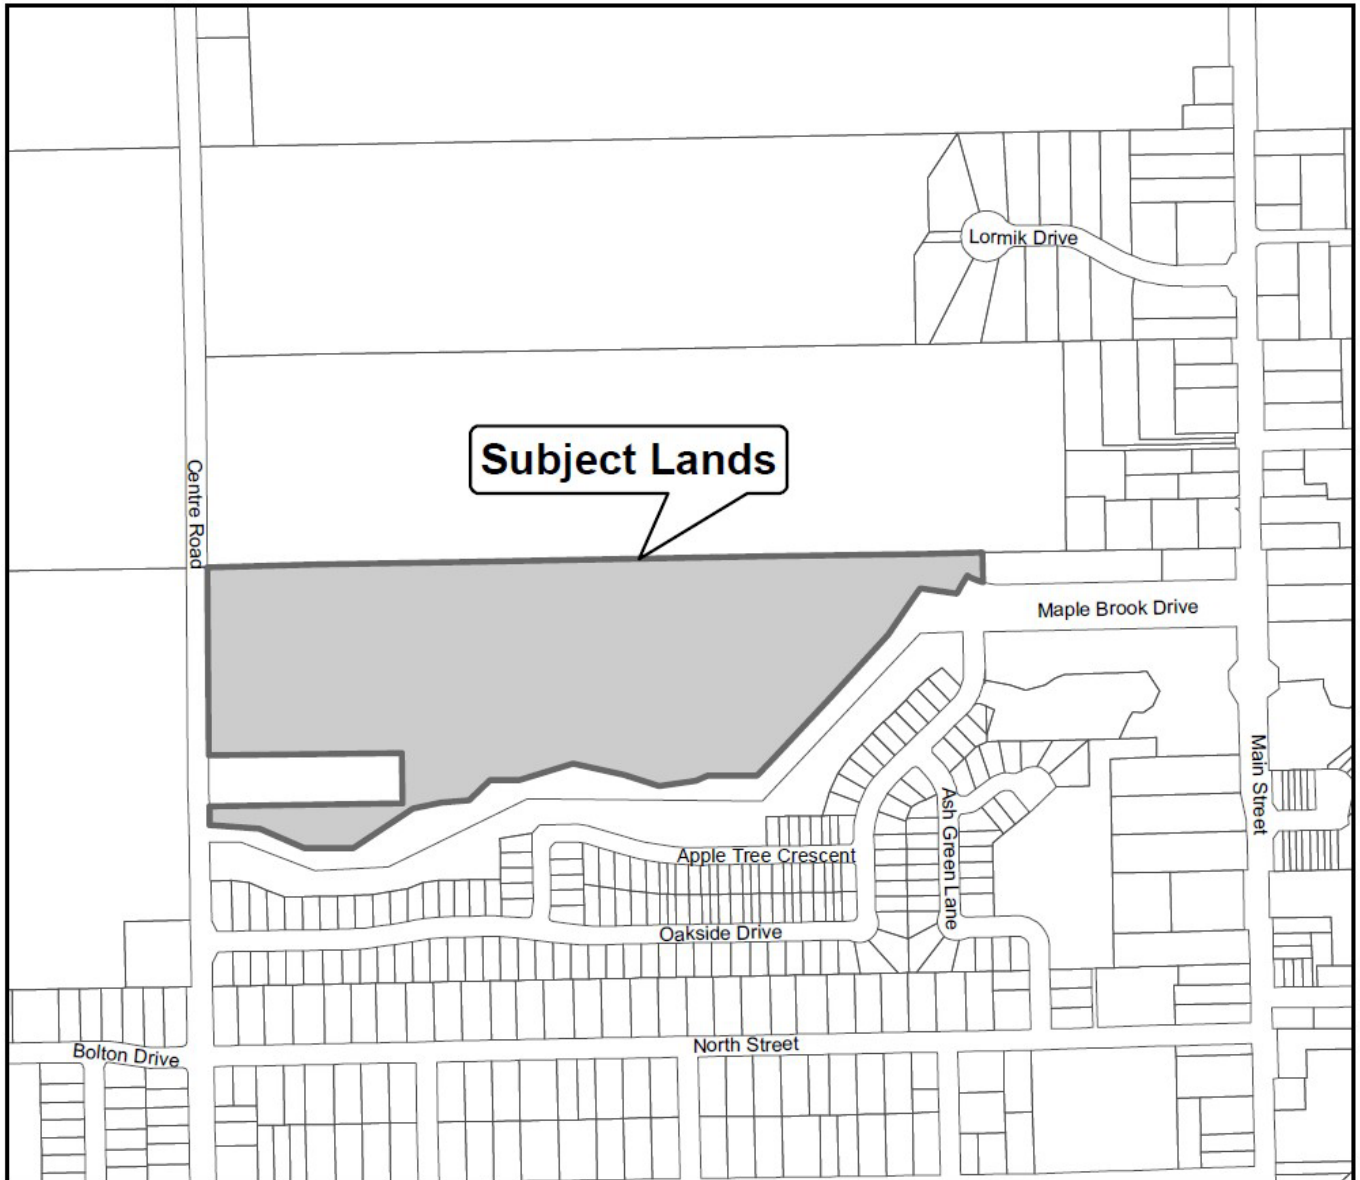 Lormik Drive
Subject Lands
Centre Road
Maple Brook Drive
Main Street
Ash Green Lane
Apple Tree Crescent
Oakside Drive
North Street
Bolton Drive